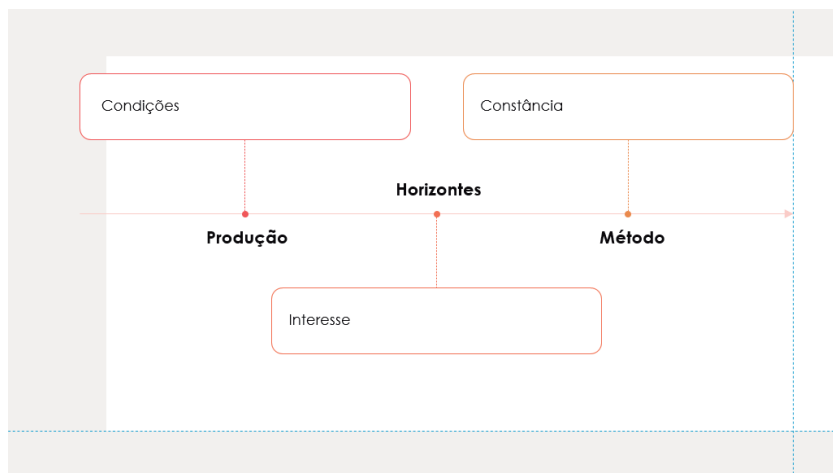 Condições
Constância
Horizontes
Produção
Método
Interesse